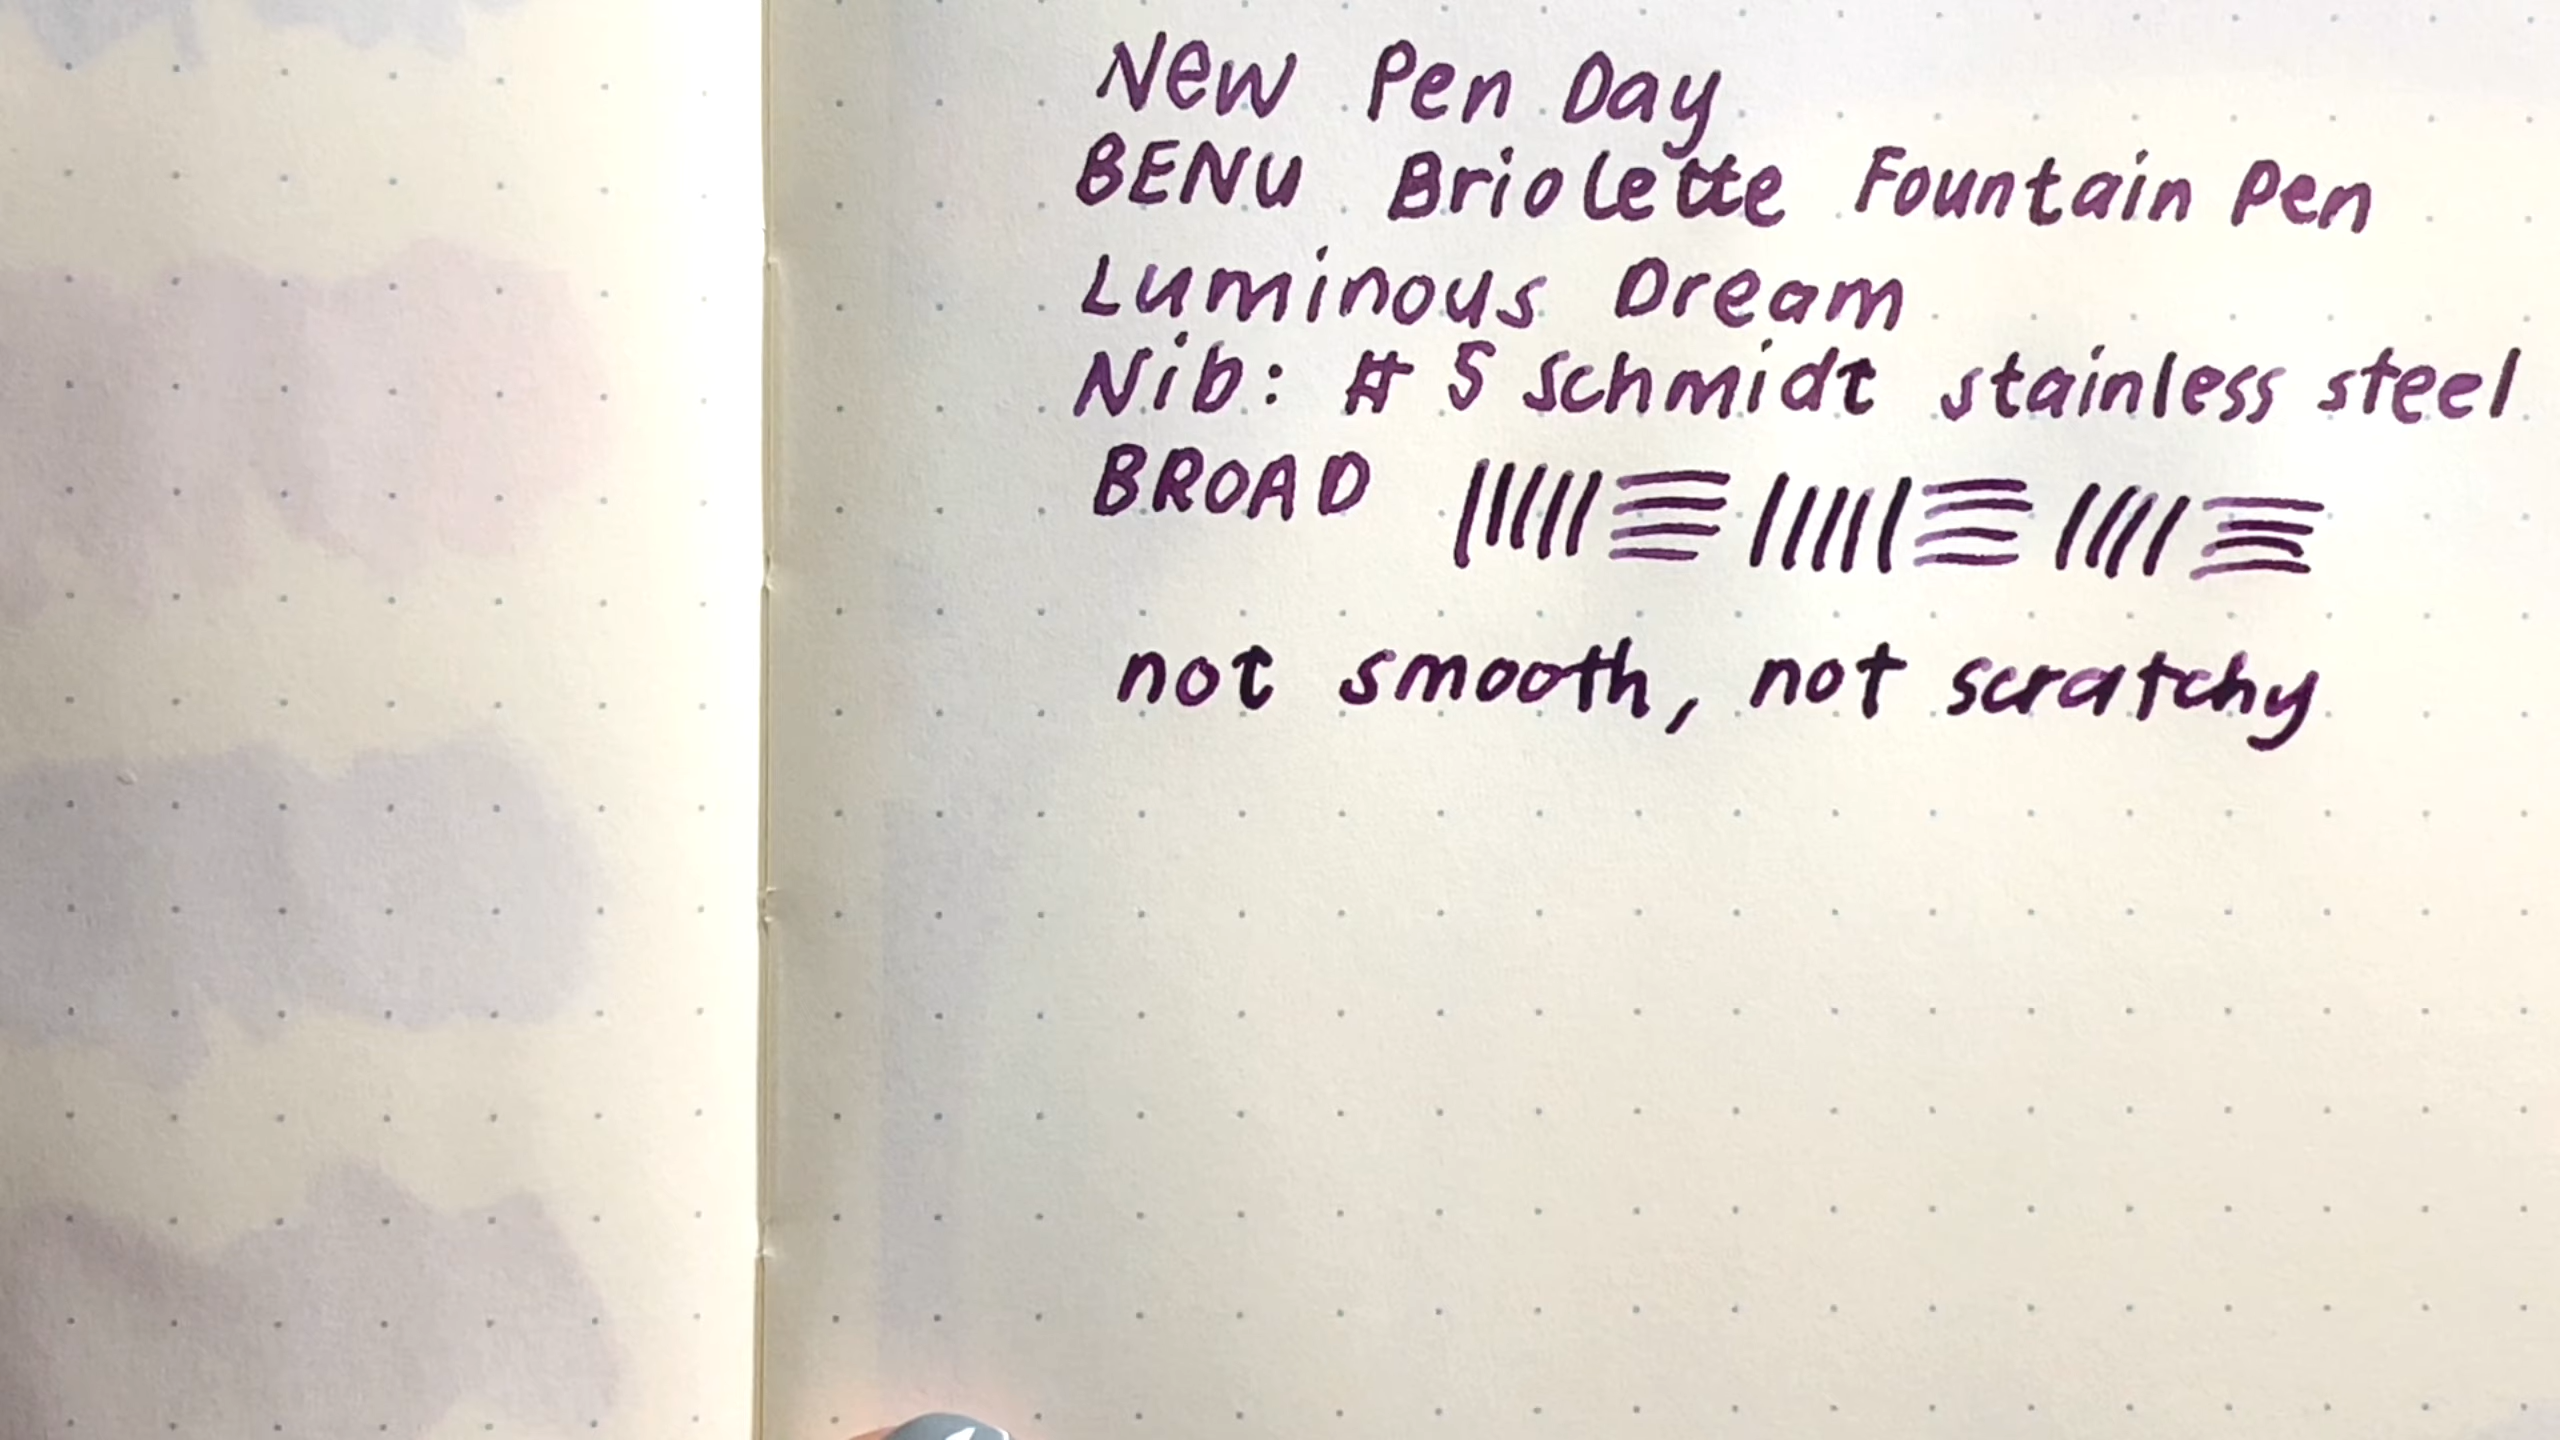 New Pen Day
BENU Briolette Fountain Pen
Luminous Dream
Nib: # 5 Schmidt stainless steel
BROAD
not smooth, not scratchy